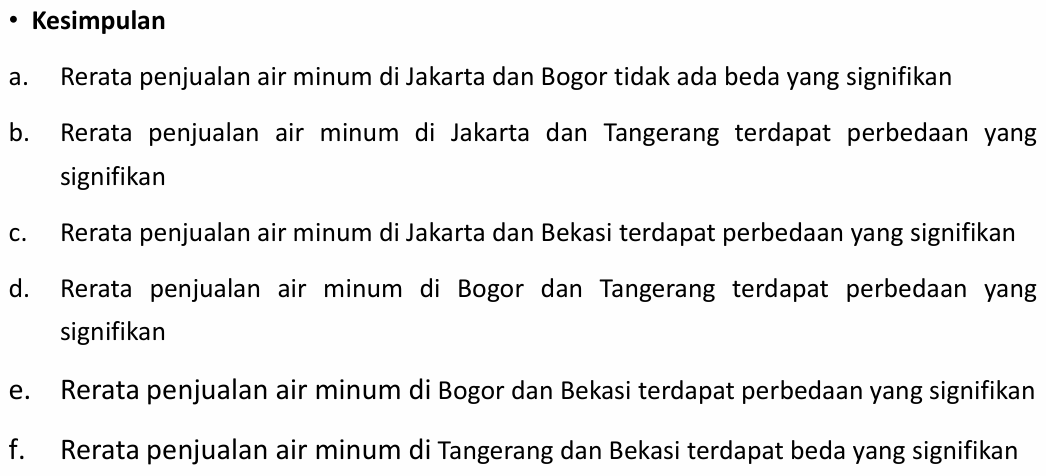 • Kesimpulan
a. Rerata penjualan air minum di Jakarta dan Bogor tidak ada beda yang signifikan
b. Rerata penjualan air minum di Jakarta dan Tangerang terdapat perbedaan yang
signifikan
c. Rerata penjualan air minum di Jakarta dan Bekasi terdapat perbedaan yang signifikan
d. Rerata penjualan air minum di Bogor dan Tangerang terdapat perbedaan yang
signifikan
e. Rerata penjualan air minum di Bogor dan Bekasi terdapat perbedaan yang signifikan
f. Rerata penjualan air minum di Tangerang dan Bekasi terdapat beda yang signifikan